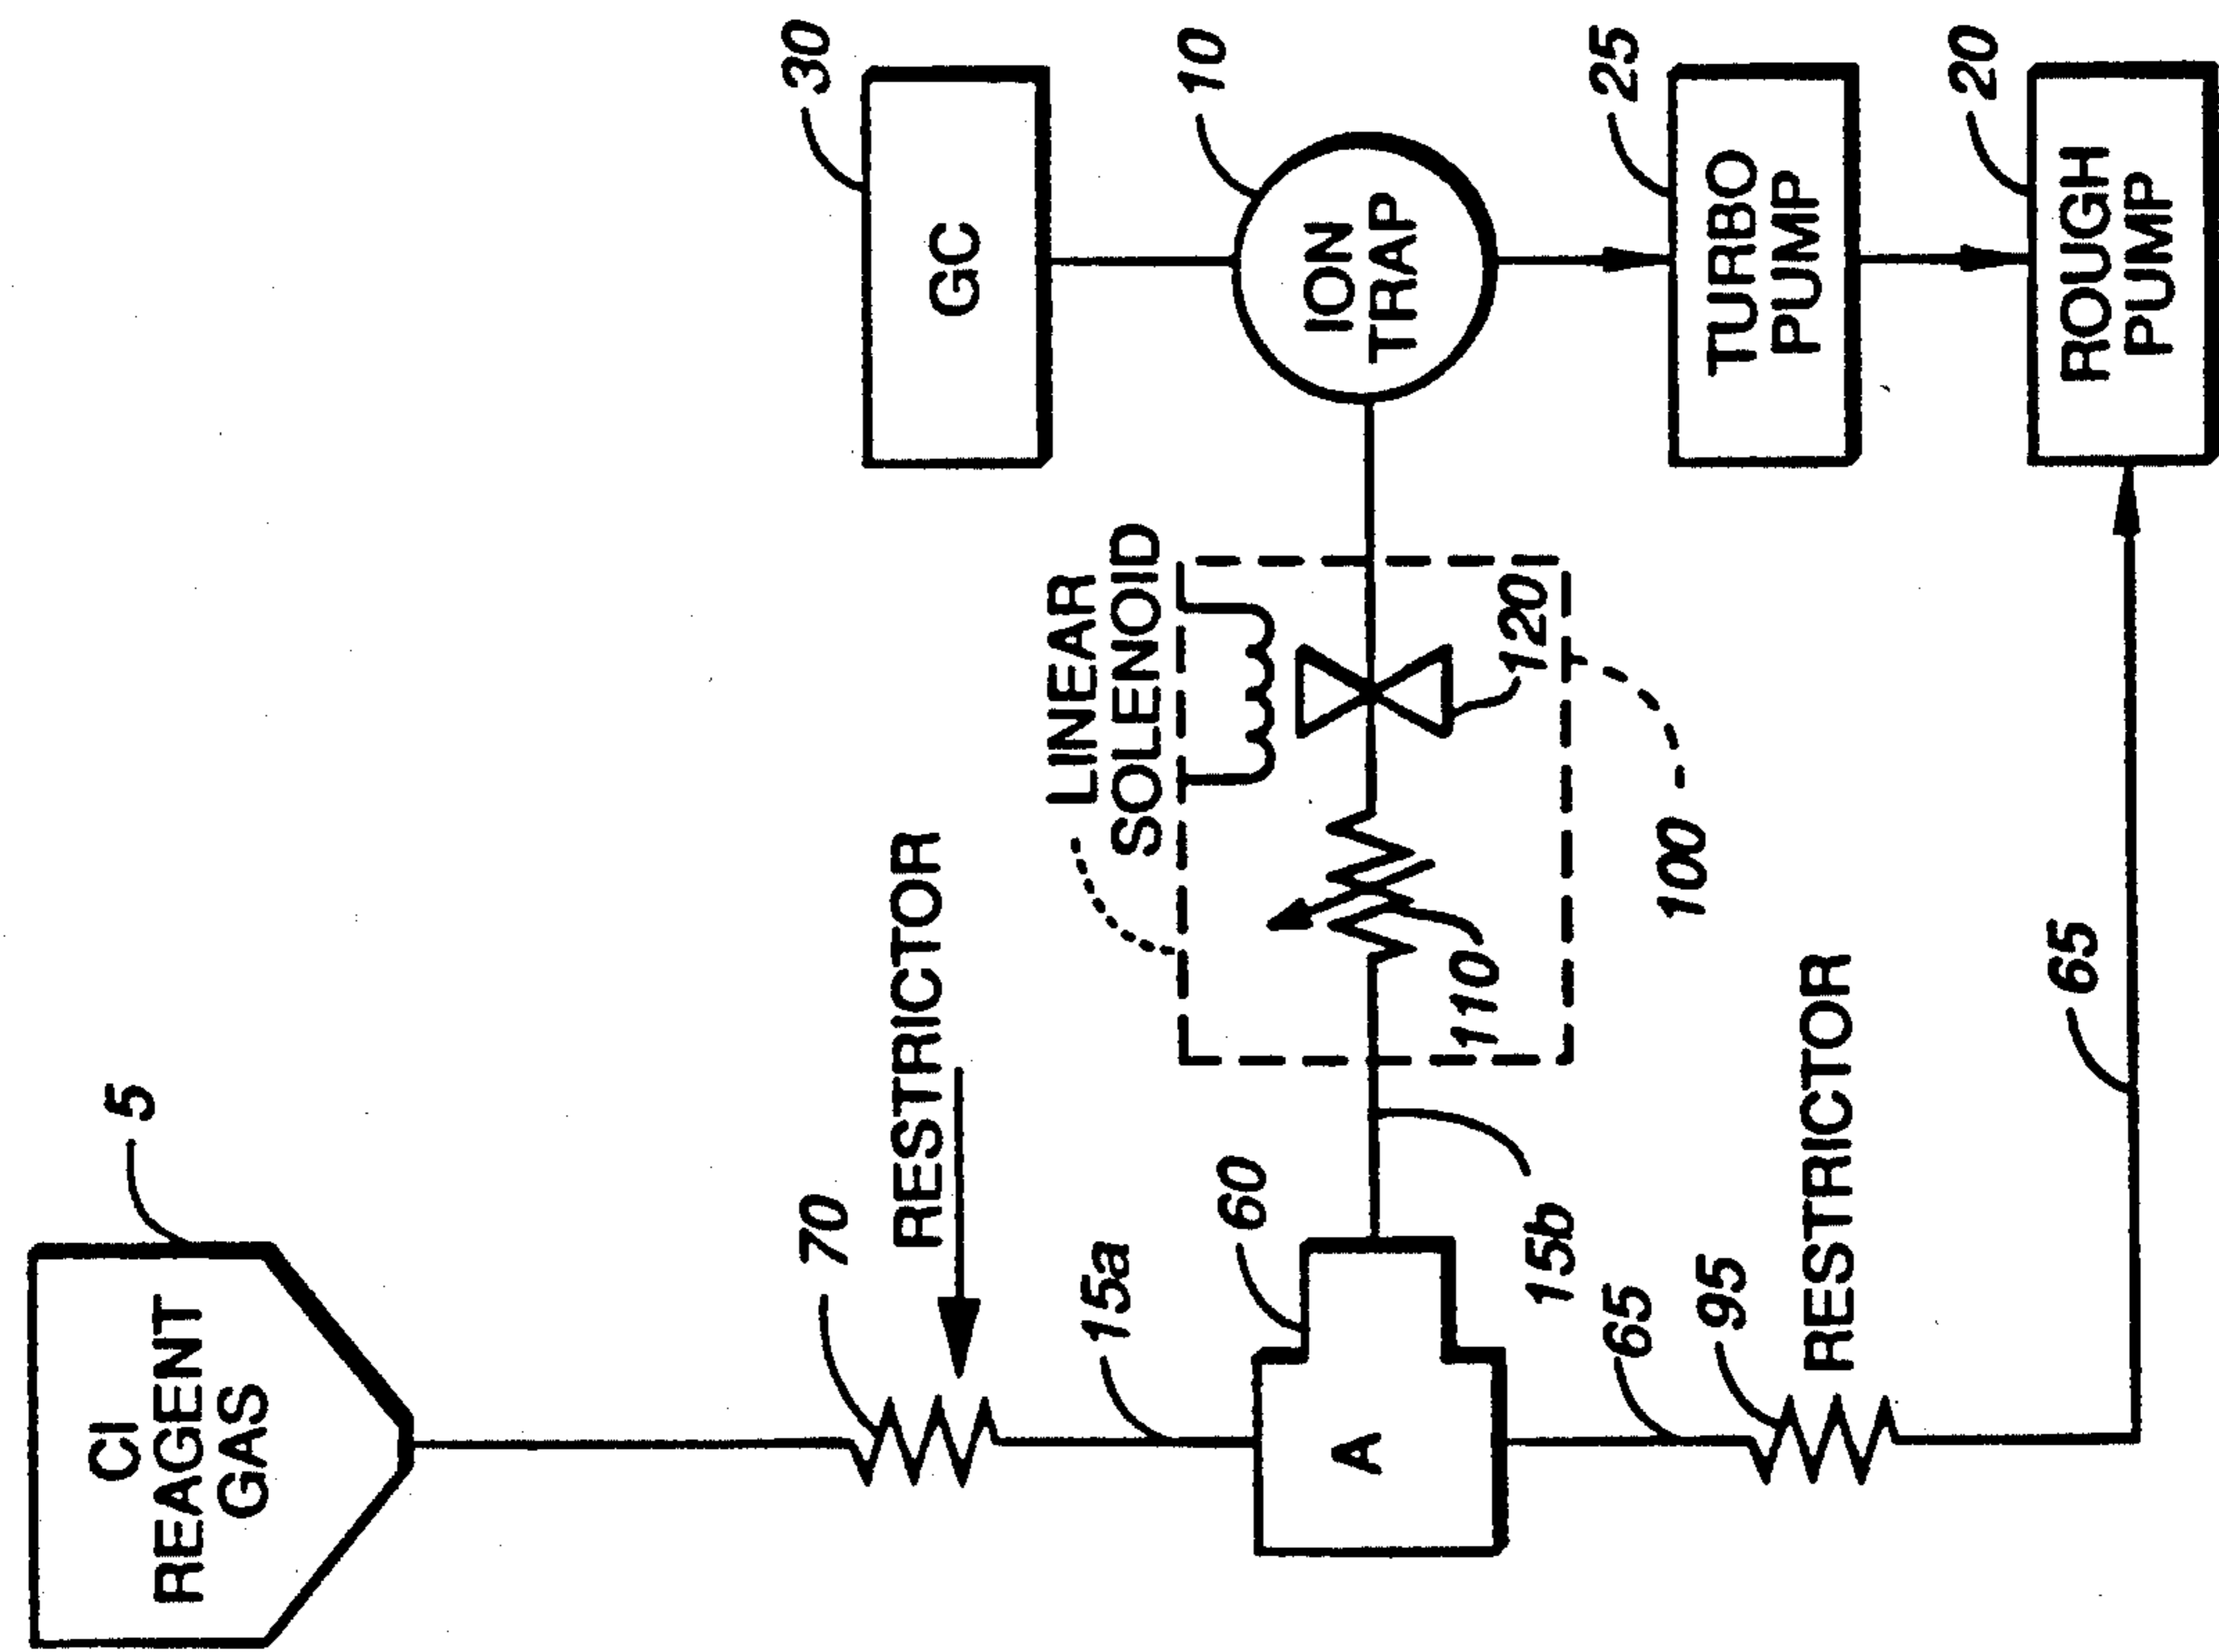 CI
REAGENT
GAS
5
70
RESTRICTOR
15a
60
A
15b
65
95
RESTRICTOR
65
LINEAR
SOLENOID
110
120
100
30
GC
10
ION
TRAP
25
TURBO
PUMP
20
ROUGH
PUMP